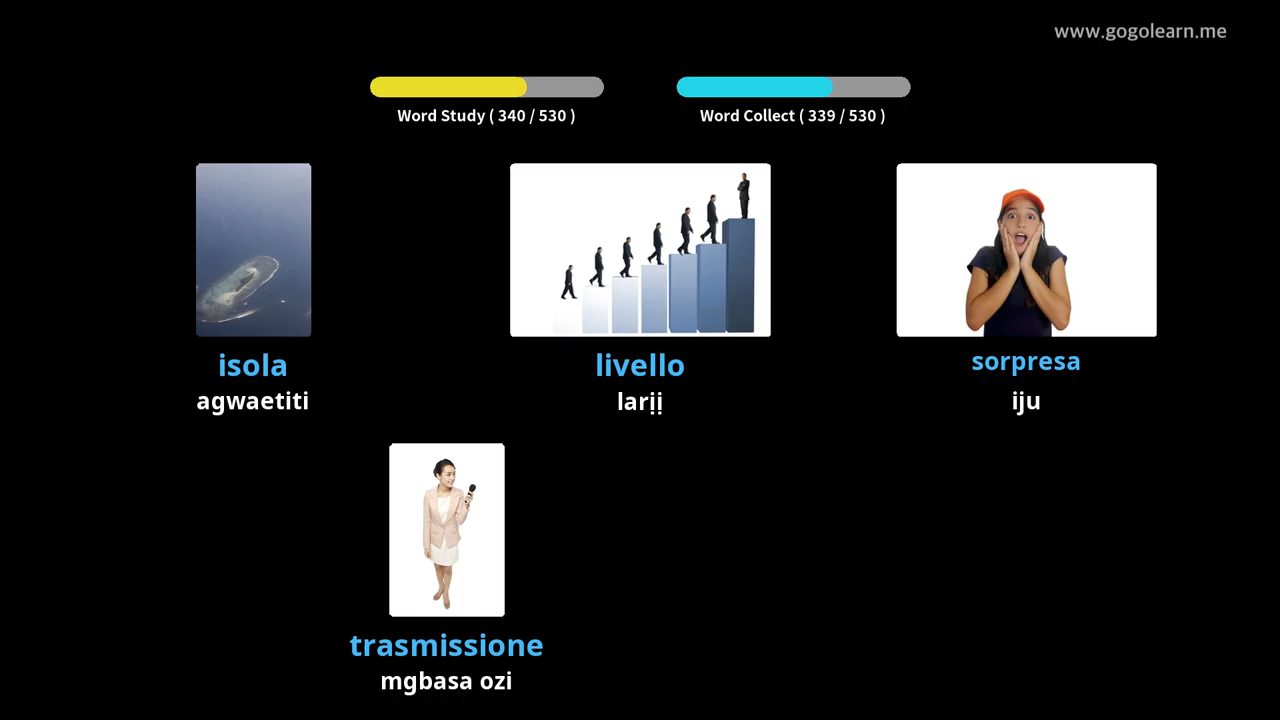 www.gogolearn.me
Word Study ( 340 / 530 )
Word Collect ( 339 / 530 )
isola
agwaetiti
livello
larịị
sorpresa
iju
trasmissione
mgbasa ozi